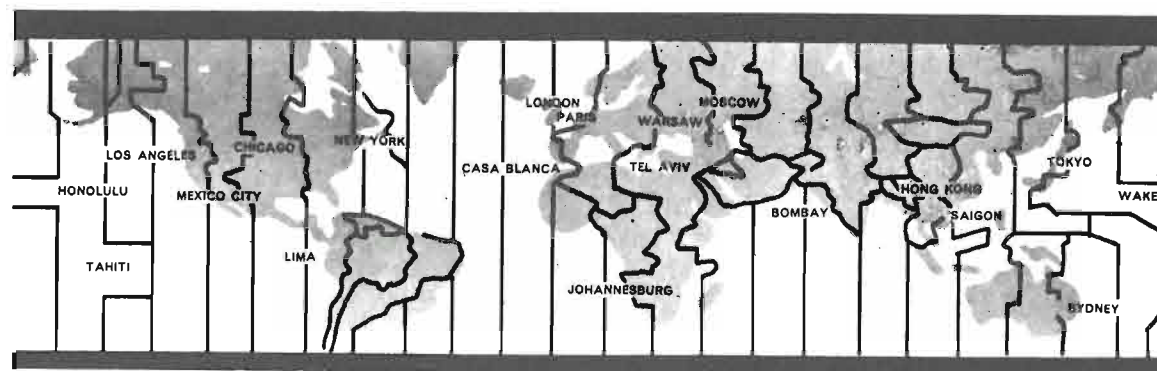 LONDON
PARIS
MOSCOW
WARSAW
LOS ANGELES
CHICAGO
NEW YORK
CASA BLANCA
TEL AVIV
TOKYO
HONOLULU
MEXICO CITY
HONG KONG
WAKE
BOMBAY
SAIGON
TAHITI
LIMA
JOHANNESBURG
SYDNEY